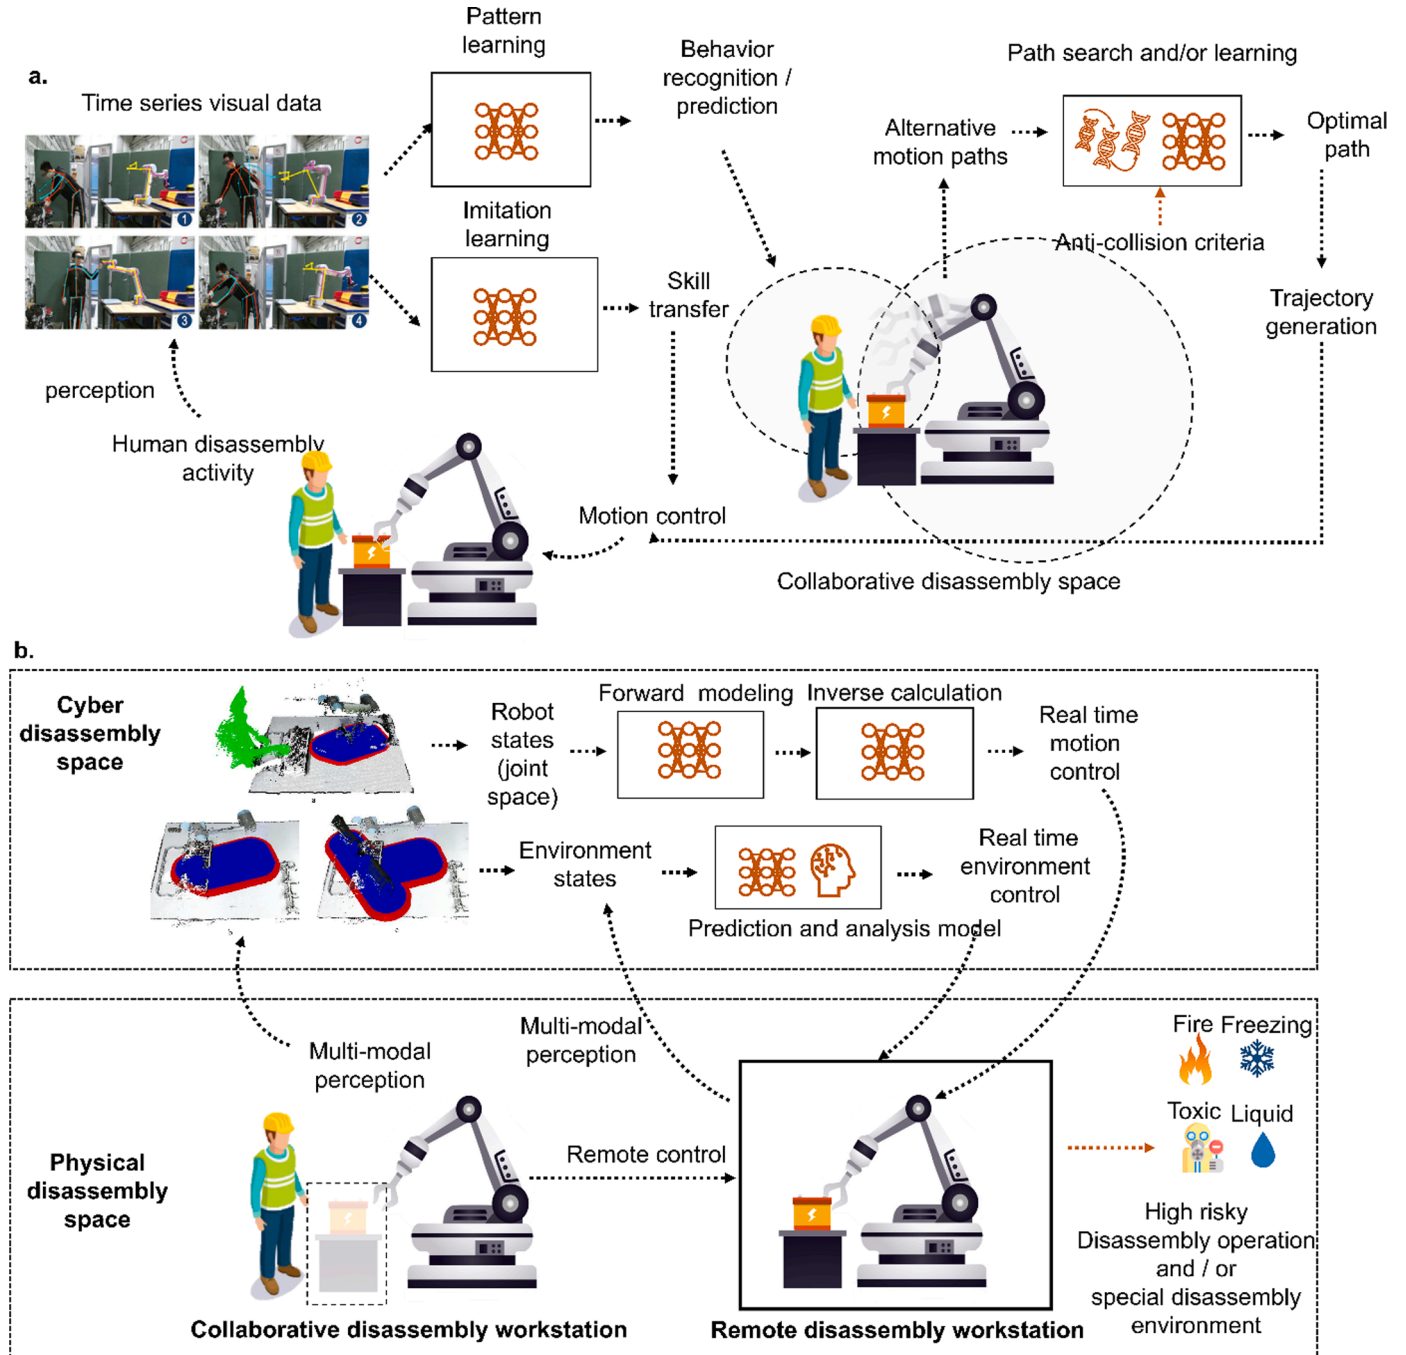 a.
Time series visual data
1
2
3
4
Pattern
learning
Imitation
learning
Behavior
recognition /
prediction
Skill
transfer
perception
Human disassembly
activity
Motion control
Alternative
motion paths
Path search and/or learning
Anti-collision criteria
Optimal
path
Trajectory
generation
Collaborative disassembly space
b.
Cyber
disassembly
space
Robot
states
(joint
space)
Forward modeling
Inverse calculation
Real time
motion
control
Environment
states
Prediction and analysis model
Real time
environment
control
Multi-modal
perception
Multi-modal
perception
Physical
disassembly
space
Remote control
Collaborative disassembly workstation
Remote disassembly workstation
Fire Freezing
Toxic Liquid
High risky
Disassembly operation
and / or
special disassembly
environment